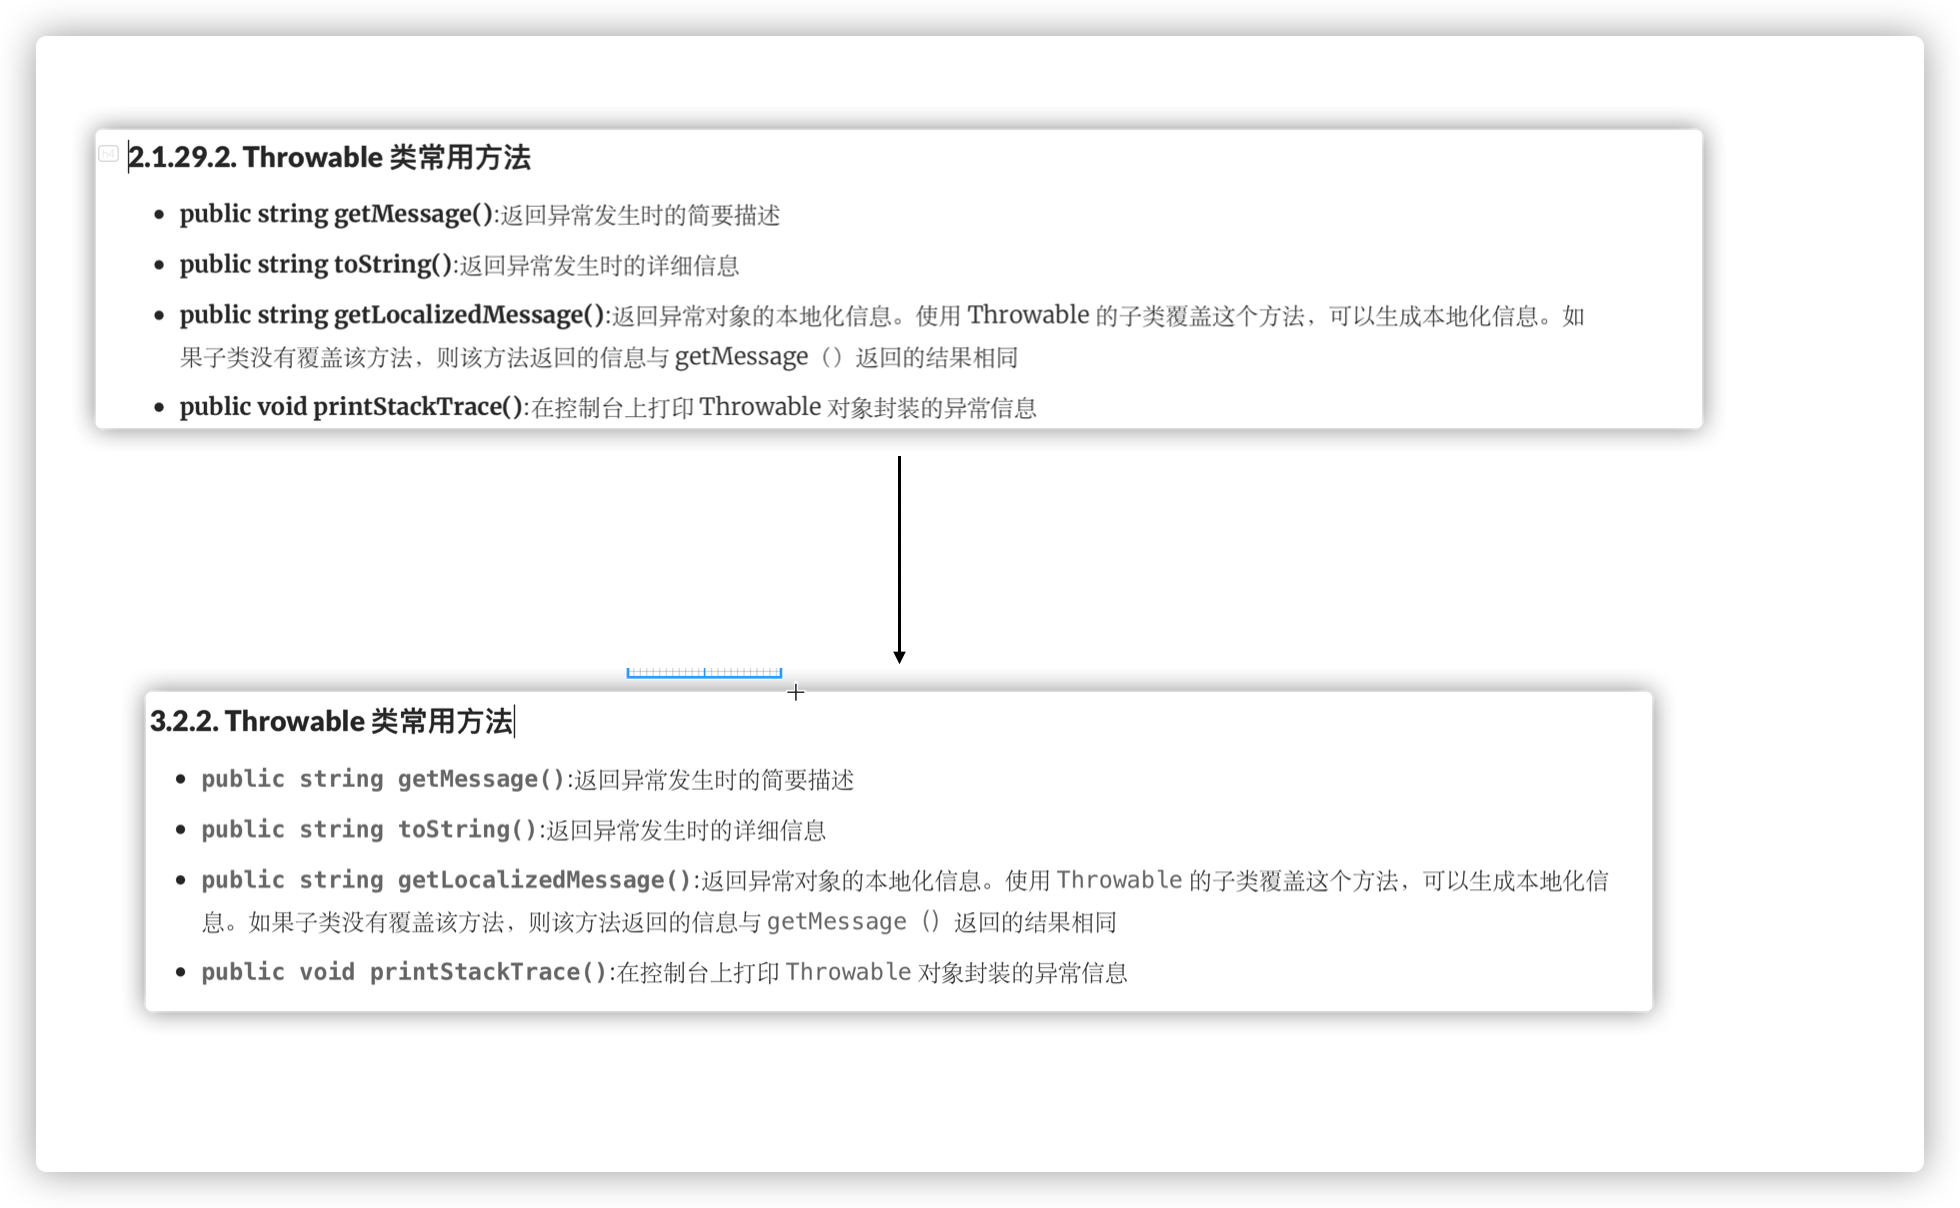 2.1.29.2. Throwable 类常用方法
• public string getMessage():返回异常发生时的简要描述
• public string toString():返回异常发生时的详细信息
• public string getLocalizedMessage():返回异常对象的本地化信息。使用 Throwable 的子类覆盖这个方法，可以生成本地化信息。如
果子类没有覆盖该方法，则该方法返回的信息与 getMessage（）返回的结果相同
• public void printStackTrace():在控制台上打印 Throwable 对象封装的异常信息
3.2.2. Throwable 类常用方法
• public string getMessage():返回异常发生时的简要描述
• public string toString():返回异常发生时的详细信息
• public string getLocalizedMessage():返回异常对象的本地化信息。使用 Throwable 的子类覆盖这个方法，可以生成本地化信
息。如果子类没有覆盖该方法，则该方法返回的信息与 getMessage（）返回的结果相同
• public void printStackTrace():在控制台上打印 Throwable 对象封装的异常信息